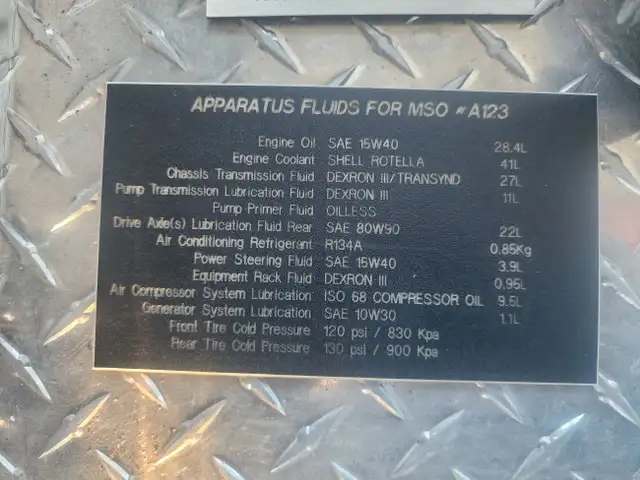 APPARATUS FLUIDS FOR MSO #A123
Engine Oil SAE 15W40 28.4L
Engine Coolant SHELL ROTELLA 41L
Chassis Transmission Fluid DEXRON III/TRANSYND 27L
Pump Transmission Lubrication Fluid DEXRON III 11L
Pump Primer Fluid OILLESS
Drive Axle(s) Lubrication Fluid Rear SAE 80W90 22L
Air Conditioning Refrigerant R134A 0.85Kg
Power Steering Fluid SAE 15W40 3.9L
Equipment Rack Fluid DEXRON III 0.95L
Air Compressor System Lubrication ISO 68 COMPRESSOR OIL 9.5L
Generator System Lubrication SAE 10W30 1.1L
Front Tire Cold Pressure 120 psi / 830 Kpa
Rear Tire Cold Pressure 130 psi / 900 Kpa